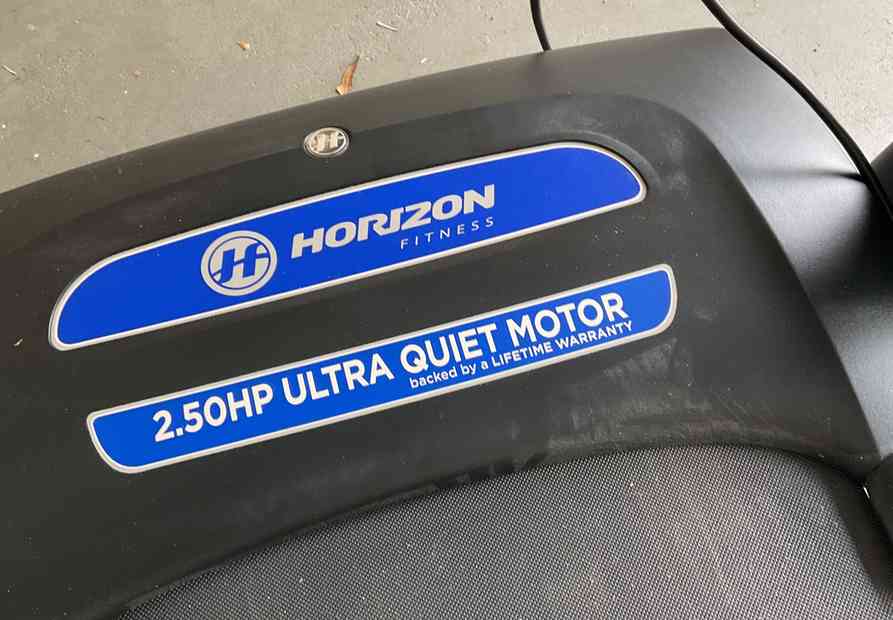 HORIZON
FITNESS
2.50HP ULTRA QUIET MOTOR
backed by a LIFETIME WARRANTY